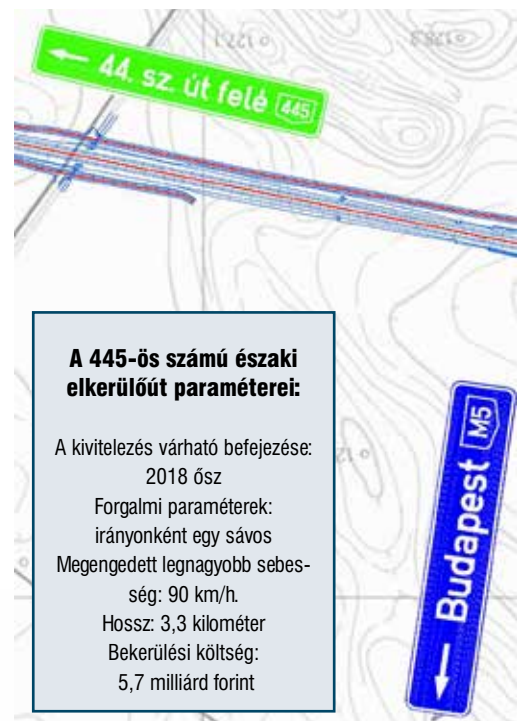 ← 44. sz. út felé 445
A 445-ös számú északi
elkerülőút paraméterei:
A kivitelezés várható befejezése:
2018 ősz
Forgalmi paraméterek:
irányonként egy sávos
Megengedett legnagyobb sebes-
ség: 90 km/h.
Hossz: 3,3 kilométer
Bekerülési költség:
5,7 milliárd forint
← Budapest M5